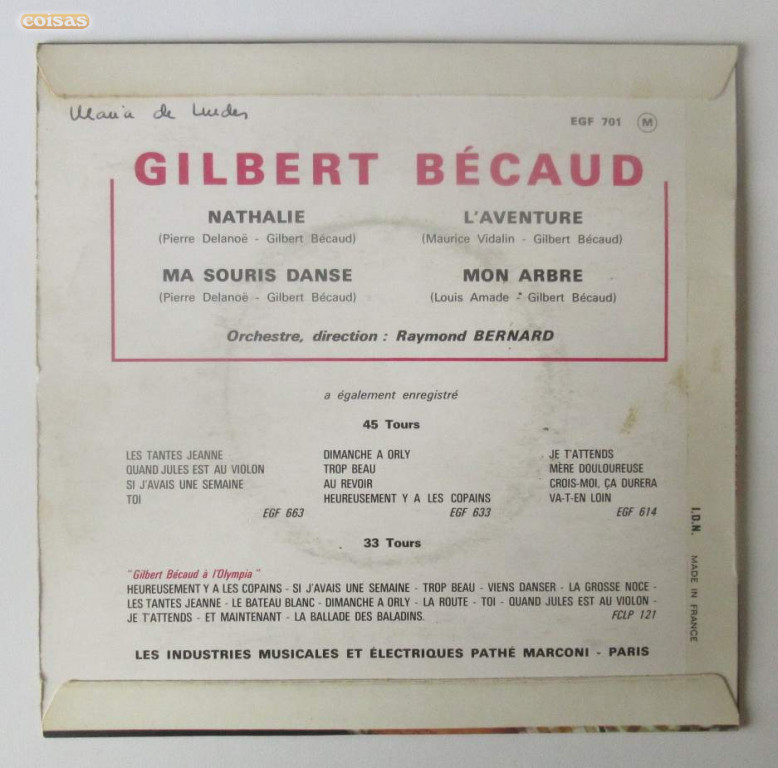 coisas
Maria de Lurdes
EGF 701 M
GILBERT BÉCAUD
NATHALIE
(Pierre Delanoë - Gilbert Bécaud)
L'AVENTURE
(Maurice Vidalin - Gilbert Bécaud)
MA SOURIS DANSE
(Pierre Delanoë - Gilbert Bécaud)
MON ARBRE
(Louis Amade - Gilbert Bécaud)
Orchestre, direction : Raymond BERNARD
a également enregistré
45 Tours
LES TANTES JEANNE
QUAND JULES EST AU VIOLON
SI J'AVAIS UNE SEMAINE
TOI
EGF 663
DIMANCHE A ORLY
TROP BEAU
AU REVOIR
HEUREUSEMENT Y A LES COPAINS
EGF 633
JE T'ATTENDS
MÈRE DOULOUREUSE
CROIS-MOI, ÇA DURERA
VA-T-EN LOIN
EGF 614
33 Tours
"Gilbert Bécaud à l'Olympia"
HEUREUSEMENT Y A LES COPAINS - SI J'AVAIS UNE SEMAINE - TROP BEAU - VIENS DANSER - LA GROSSE NOCE -
LES TANTES JEANNE - LE BATEAU BLANC - DIMANCHE A ORLY - LA ROUTE - TOI - QUAND JULES EST AU VIOLON -
JE T'ATTENDS - ET MAINTENANT - LA BALLADE DES BALADINS. FCLP 121
LES INDUSTRIES MUSICALES ET ÉLECTRIQUES PATHÉ MARCONI - PARIS
I.D.N. MADE IN FRANCE